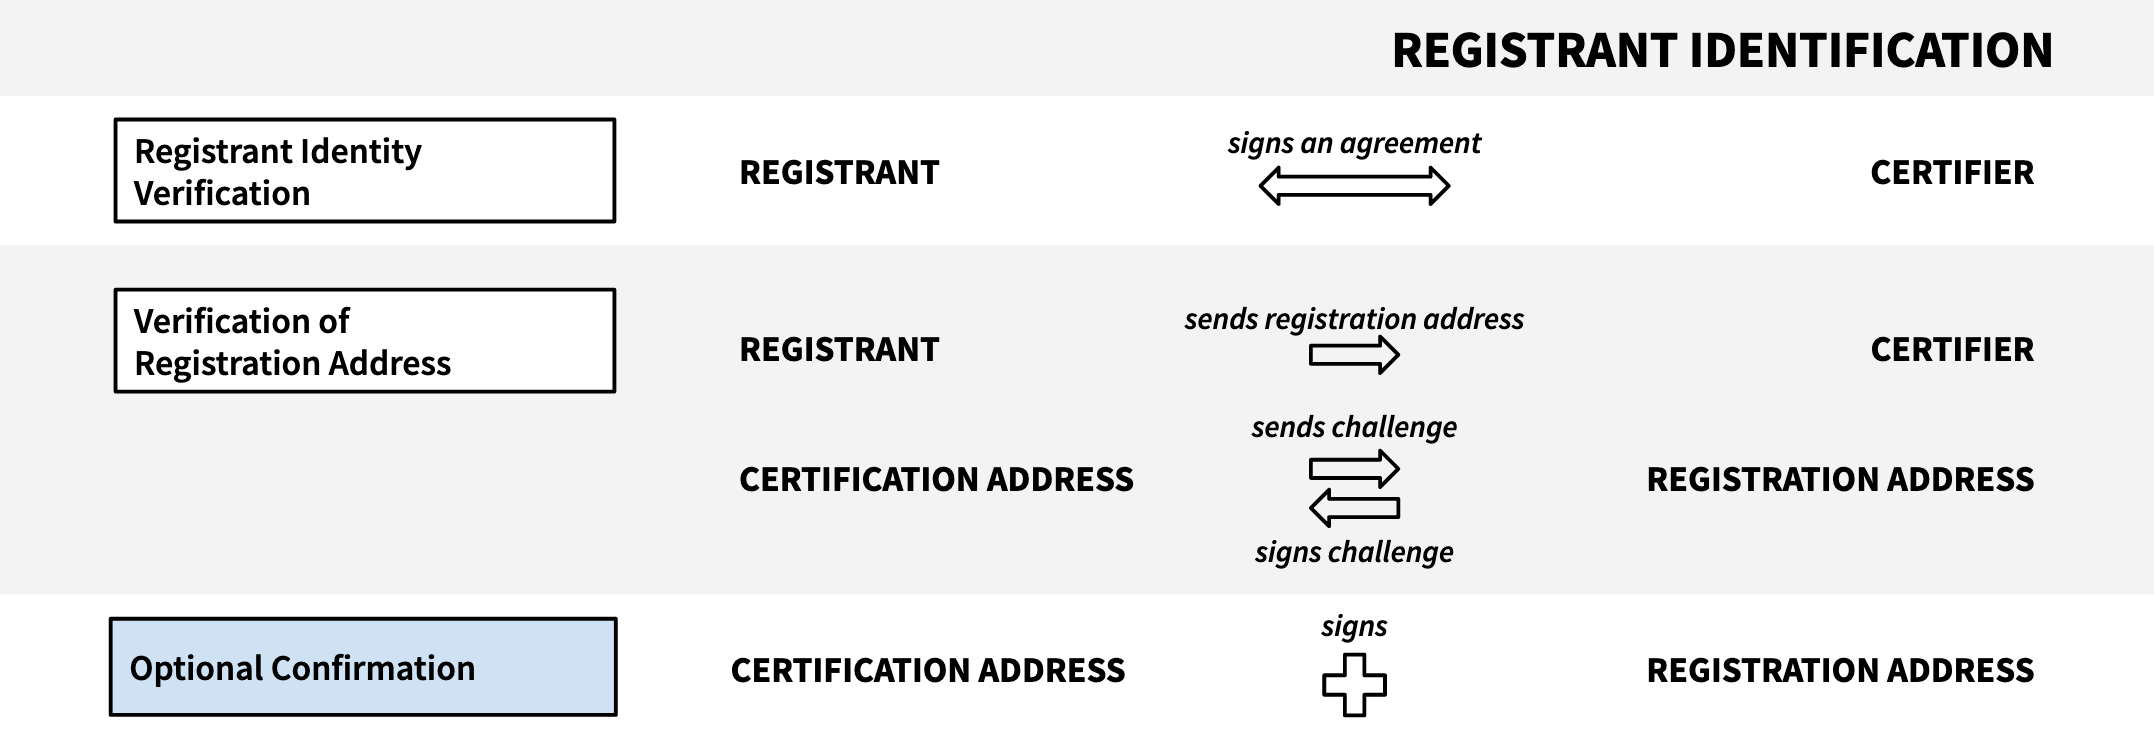 REGISTRANT IDENTIFICATION
Registrant Identity
Verification
REGISTRANT
signs an agreement
CERTIFIER
Verification of
Registration Address
REGISTRANT
sends registration address
CERTIFIER
sends challenge
CERTIFICATION ADDRESS
REGISTRATION ADDRESS
signs challenge
Optional Confirmation
CERTIFICATION ADDRESS
signs
REGISTRATION ADDRESS